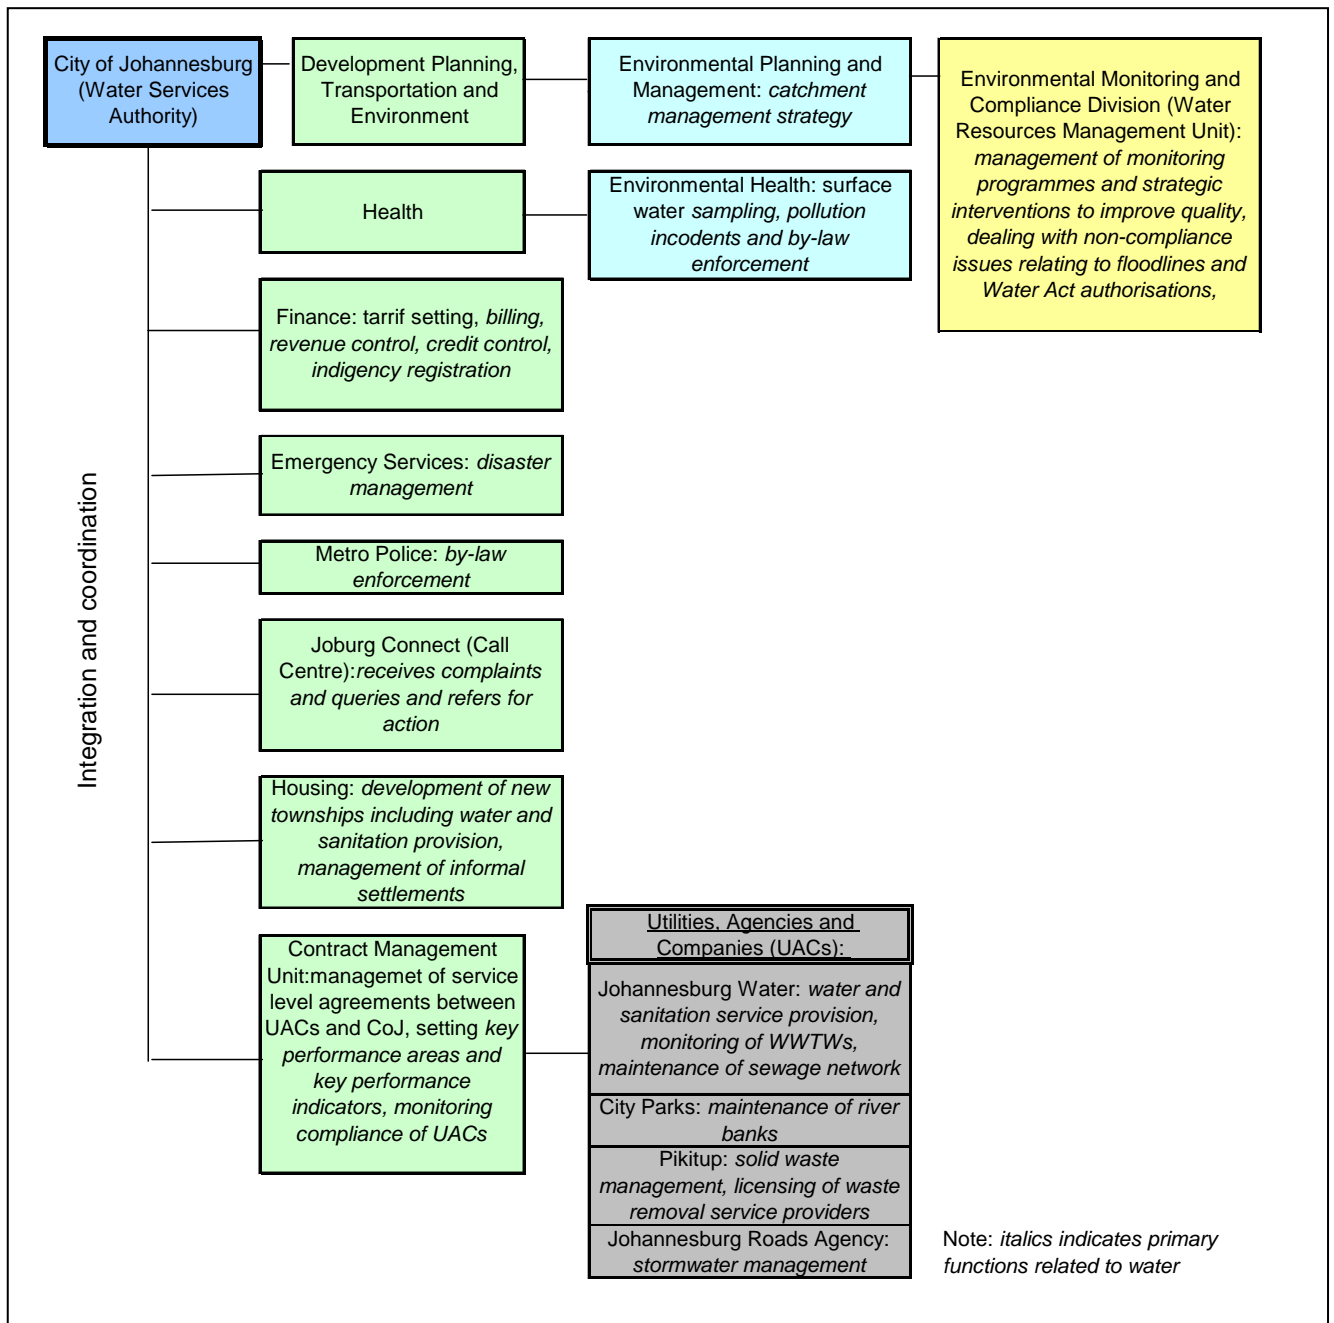 City of Johannesburg
(Water Services
Authority)
Development Planning,
Transportation and
Environment
Environmental Planning and
Management: catchment
management strategy
Environmental Monitoring and
Compliance Division (Water
Resources Management Unit):
management of monitoring
programmes and strategic
interventions to improve quality,
dealing with non-compliance
issues relating to floodlines and
Water Act authorisations,
Health
Environmental Health: surface
water sampling, pollution
incodents and by-law
enforcement
Finance: tarrif setting, billing,
revenue control, credit control,
indigency registration
Emergency Services: disaster
management
Metro Police: by-law
enforcement
Integration and coordination
Joburg Connect (Call
Centre):receives complaints
and queries and refers for
action
Housing: development of new
townships including water and
sanitation provision,
management of informal
settlements
Contract Management
Unit:managemet of service
level agreements between
UACs and CoJ, setting key
performance areas and
key performance
indicators, monitoring
compliance of UACs
Utilities, Agencies and
Companies (UACs):
Johannesburg Water: water and
sanitation service provision,
monitoring of WWTWs,
maintenance of sewage network
City Parks: maintenance of river
banks
Pikitup: solid waste
management, licensing of waste
removal service providers
Johannesburg Roads Agency:
stormwater management
Note: italics indicates primary
functions related to water